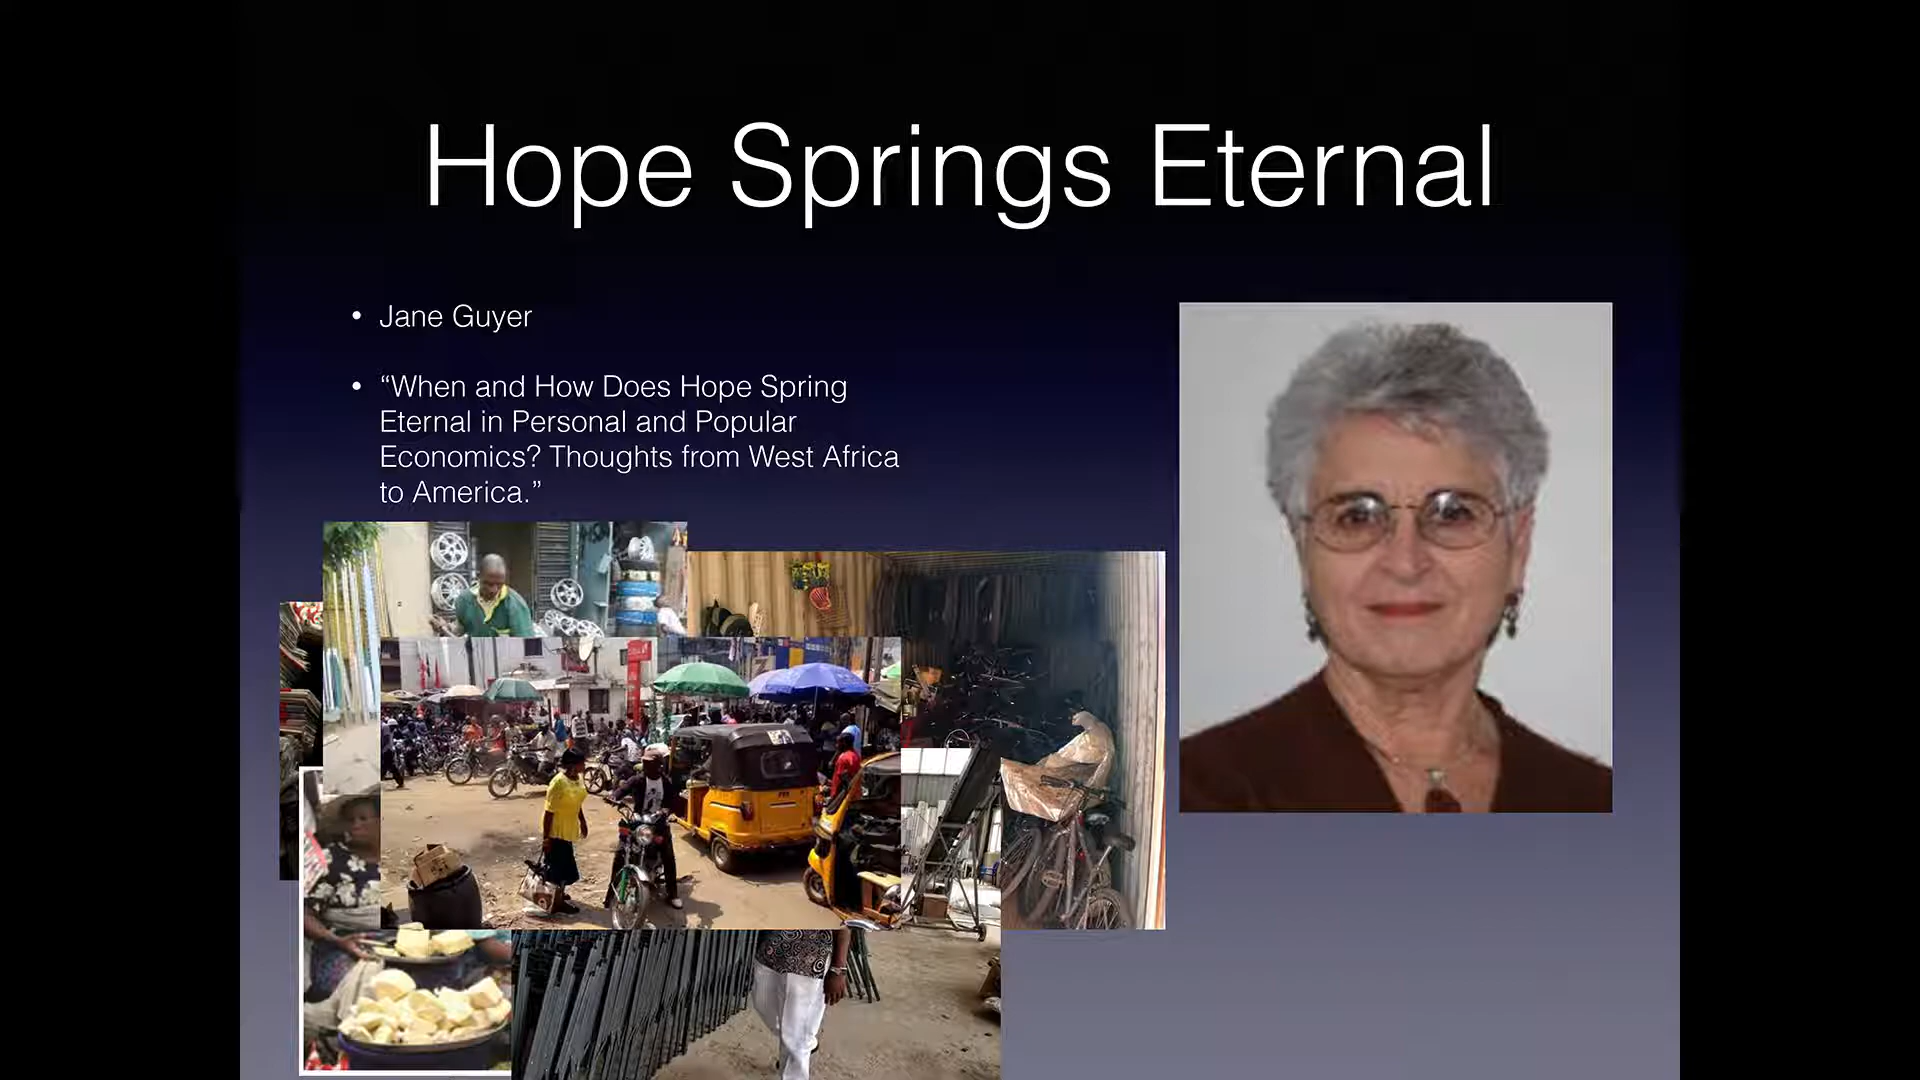 Hope Springs Eternal
• Jane Guyer
• “When and How Does Hope Spring
Eternal in Personal and Popular
Economics? Thoughts from West Africa
to America.”